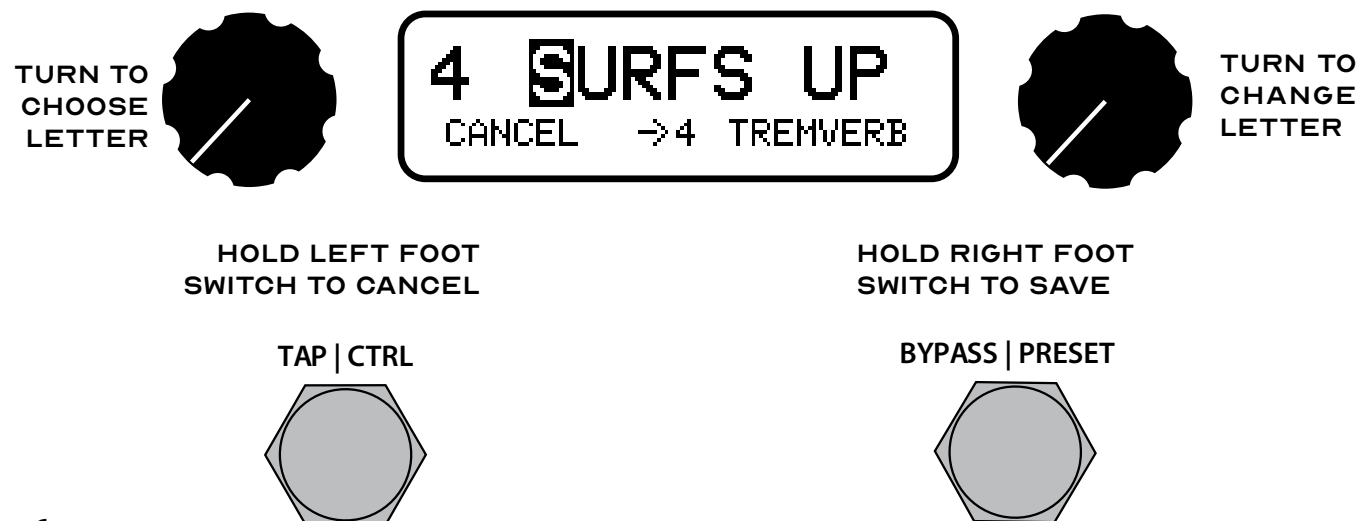 TURN TO
CHOOSE
LETTER
4 SURFS UP
CANCEL ->4 TREMVERB
TURN TO
CHANGE
LETTER
HOLD LEFT FOOT
SWITCH TO CANCEL
HOLD RIGHT FOOT
SWITCH TO SAVE
TAP | CTRL
BYPASS | PRESET